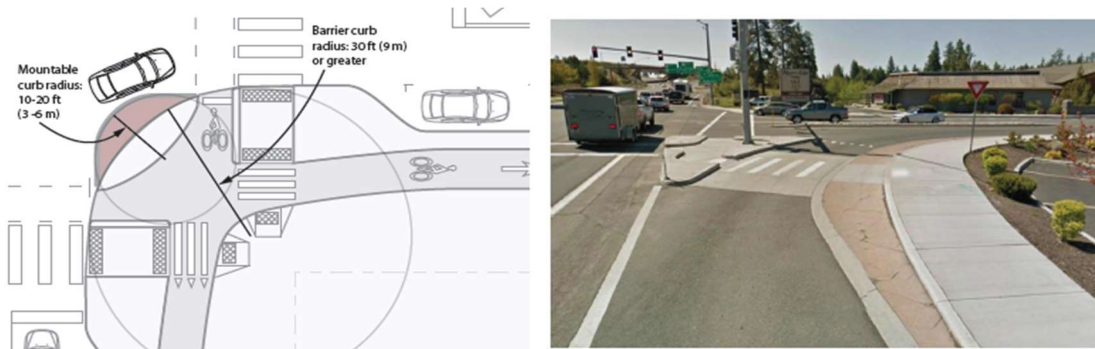 Barrier curb
radius: 30 ft (9 m)
or greater
Mountable
curb radius:
10-20 ft
(3 -6 m)